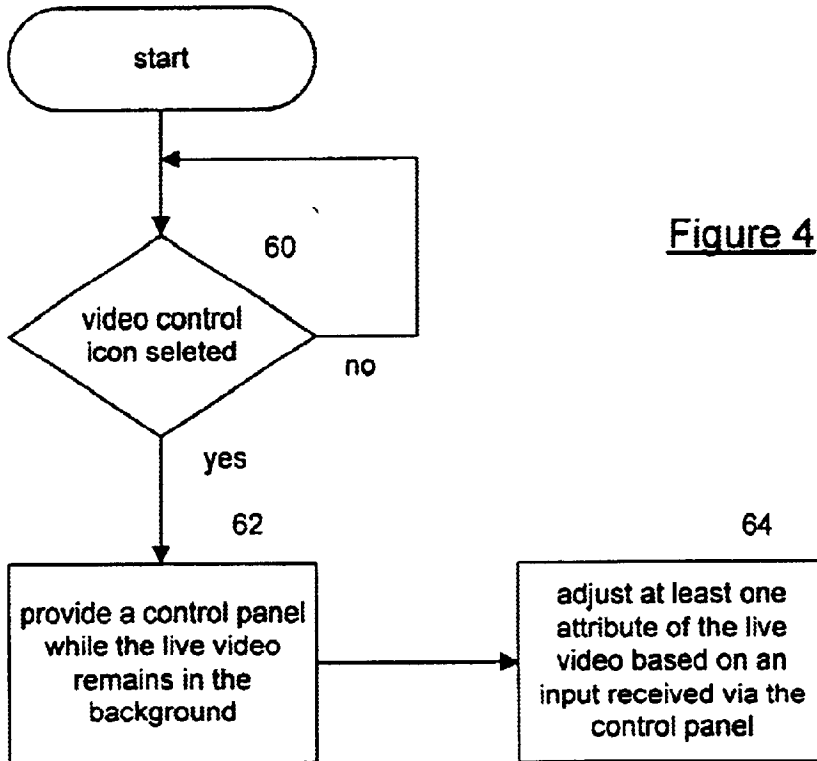 start
60
Figure 4
video control
icon seleted
no
yes
62
64
provide a control panel
while the live video
remains in the
background
adjust at least one
attribute of the live
video based on an
input received via the
control panel